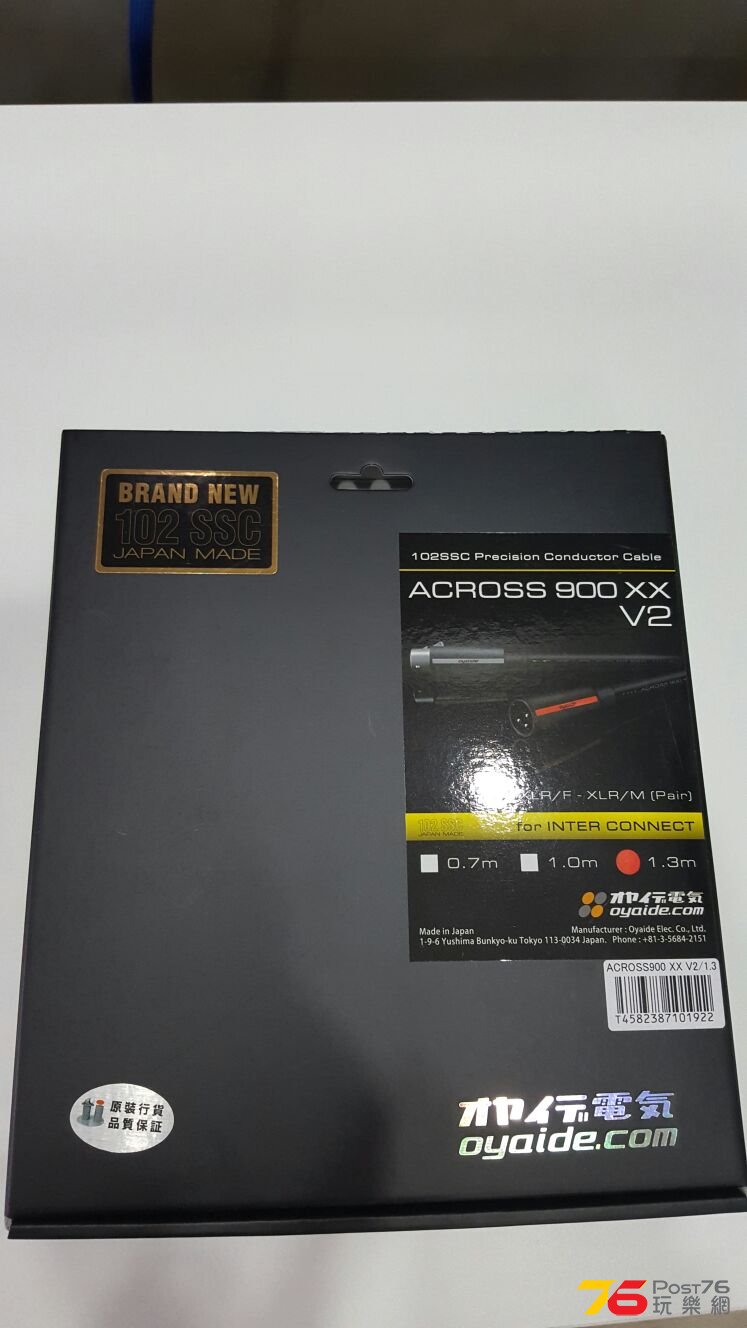 BRAND NEW
102 SSC
JAPAN MADE
102SSC Precision Conductor Cable
ACROSS 900 XX
V2
oyaide
ACROSS 900
XLR/F - XLR/M (Pair)
102 SSC
JAPAN MADE
for INTER CONNECT
0.7m 1.0m 1.3m
オヤイデ電気
oyaide.com
Made in Japan Manufacturer : Oyaide Elec. Co., Ltd.
1-9-6 Yushima Bunkyo-ku Tokyo 113-0034 Japan. Phone : +81-3-5684-2151
ACROSS900 XX V2/1.3
T4582387101922
原裝行貨
品質保証
オヤイデ電気
oyaide.com
76 POST76
玩樂網